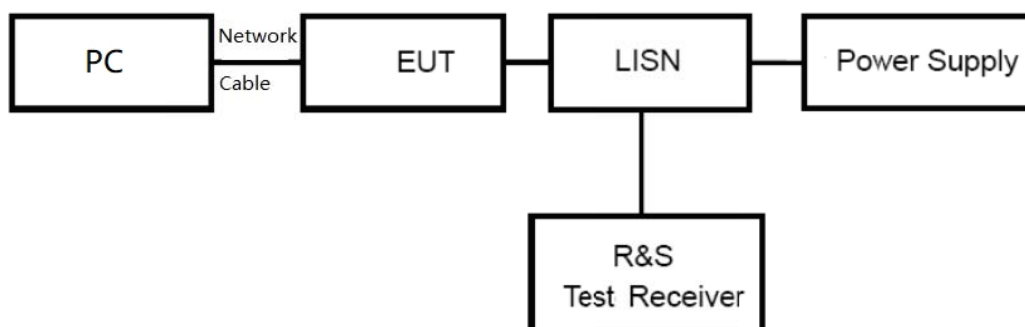 PC
Network
Cable
EUT
LISN
Power Supply
R&S
Test Receiver